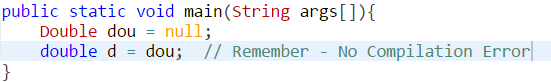 public static void main(String args[]){
    Double dou = null;
    double d = dou;  // Remember - No Compilation Error
}